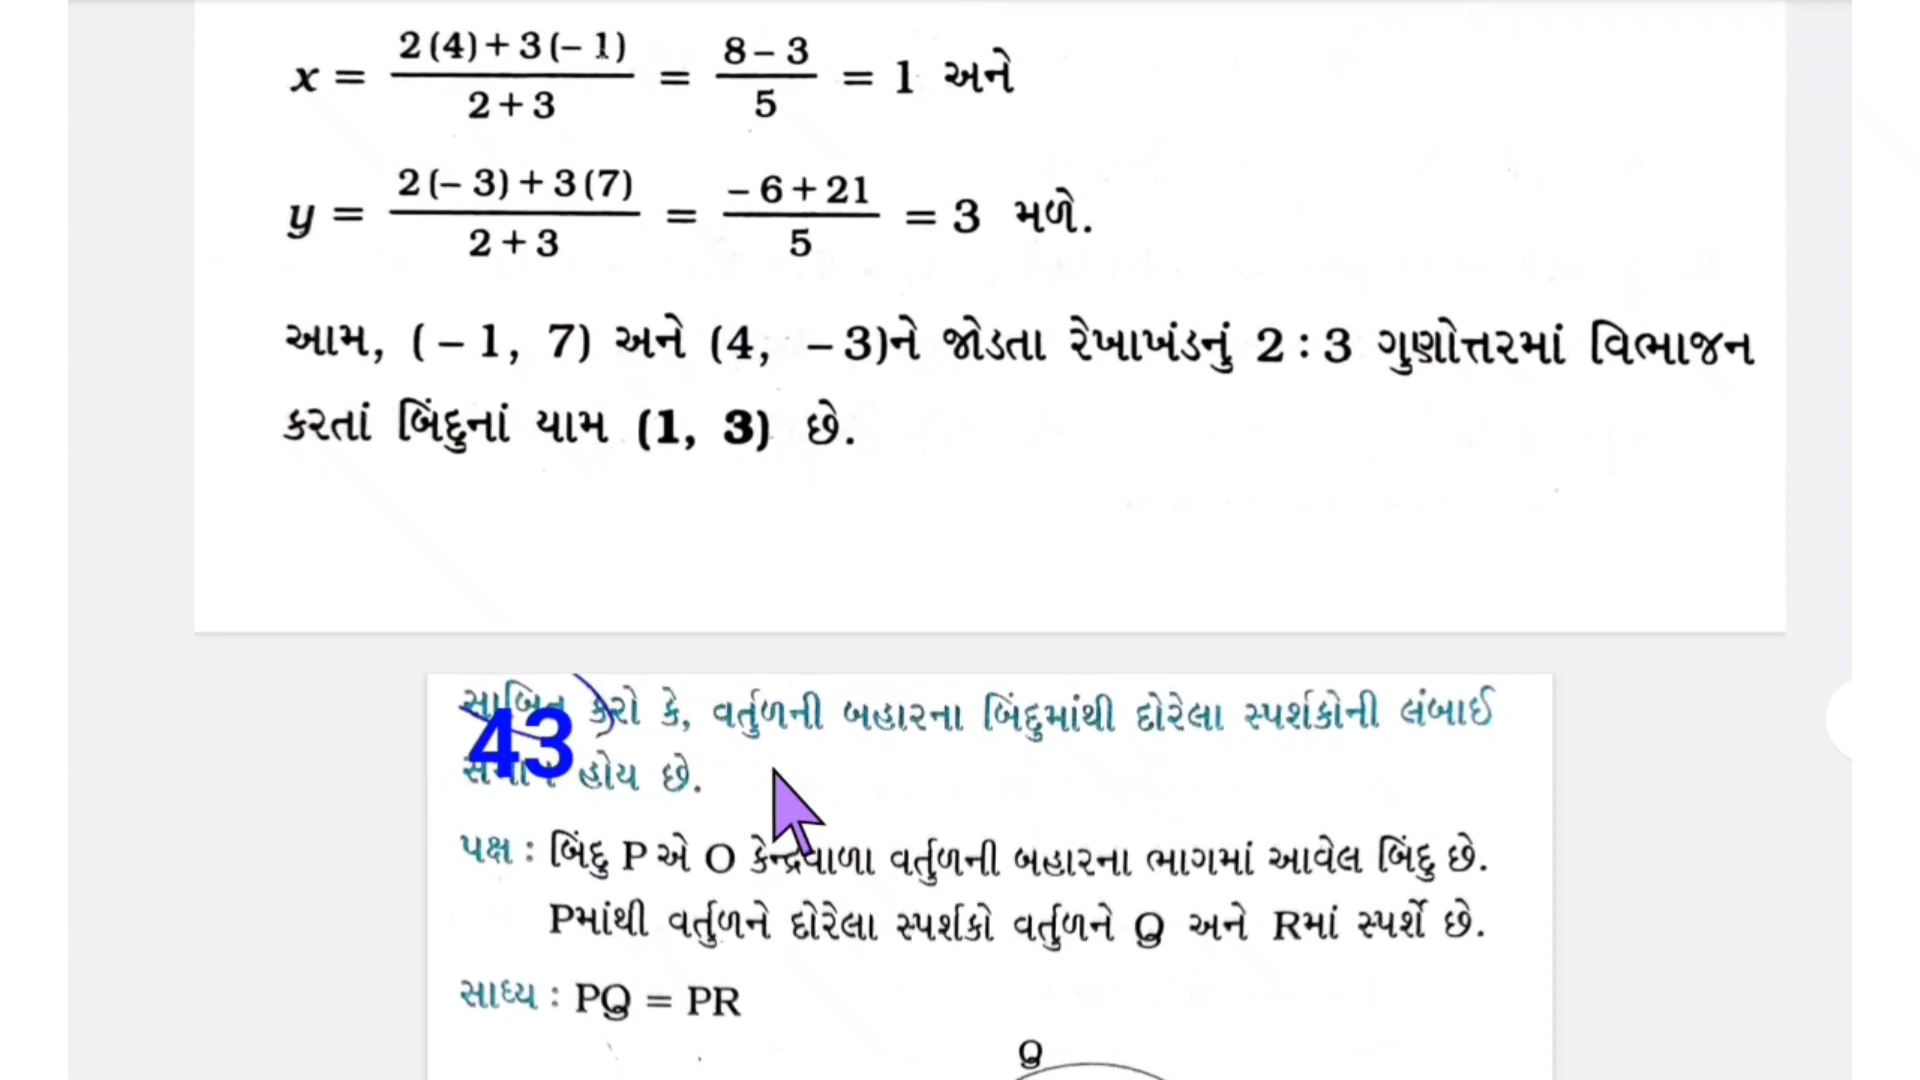 x = 2(4)+3(– 1) / 2+3 = 8 – 3 / 5 = 1 અને
y = 2(– 3)+3(7) / 2+3 = – 6+21 / 5 = 3 મળે.
આમ, (– 1, 7) અને (4, – 3)ને જોડતા રેખાખંડનું 2 : 3 ગુણોત્તરમાં વિભાજન
કરતાં બિંદુનાં યામ (1, 3) છે.
સાબિત કરો કે, વર્તુળની બહારના બિંદુમાંથી દોરેલા સ્પર્શકોની લંબાઈ
43
હોય છે.
પક્ષ : બિંદુ P એ O કેન્દ્રવાળા વર્તુળની બહારના ભાગમાં આવેલ બિંદુ છે.
Pમાંથી વર્તુળને દોરેલા સ્પર્શકો વર્તુળને Q અને Rમાં સ્પર્શે છે.
સાધ્ય : PQ = PR
Q